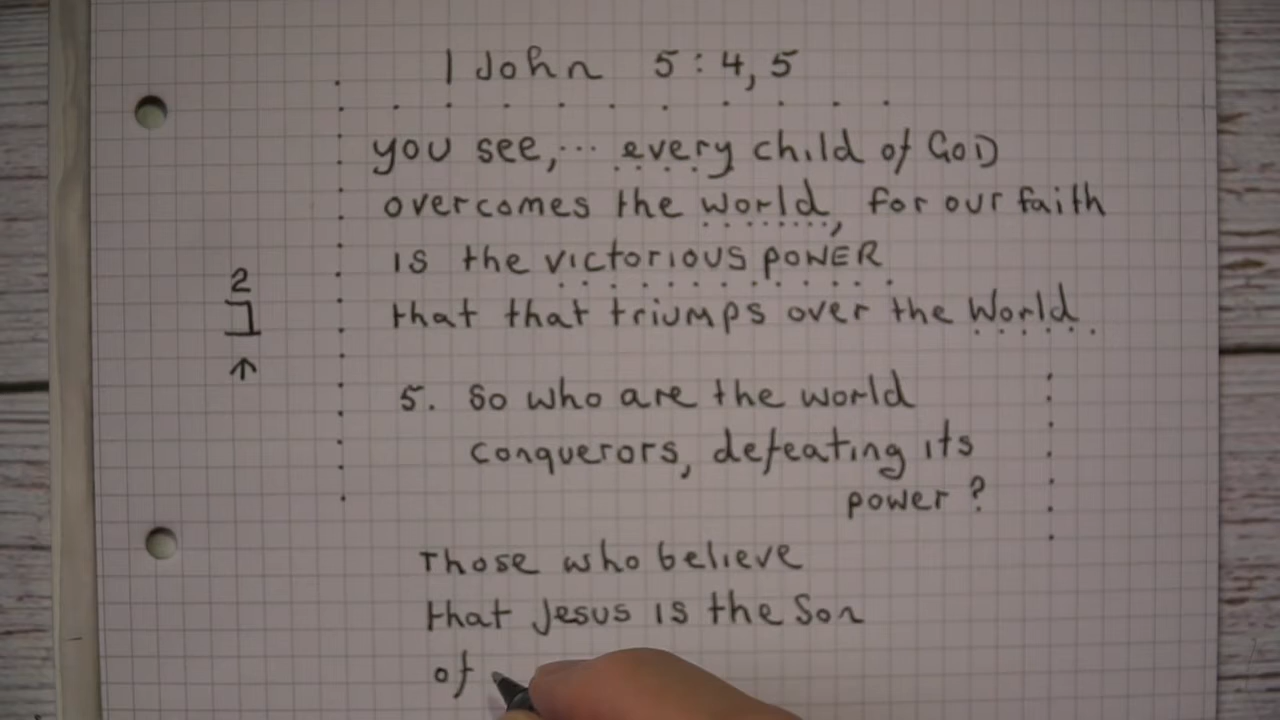 1 John 5:4,5
you see,... every child of GOD
overcomes the world, for our faith
is the victorious POWER
that that triumps over the World.
2
5. So who are the world
conquerors, defeating its
power?
Those who believe
that Jesus is the Son
of